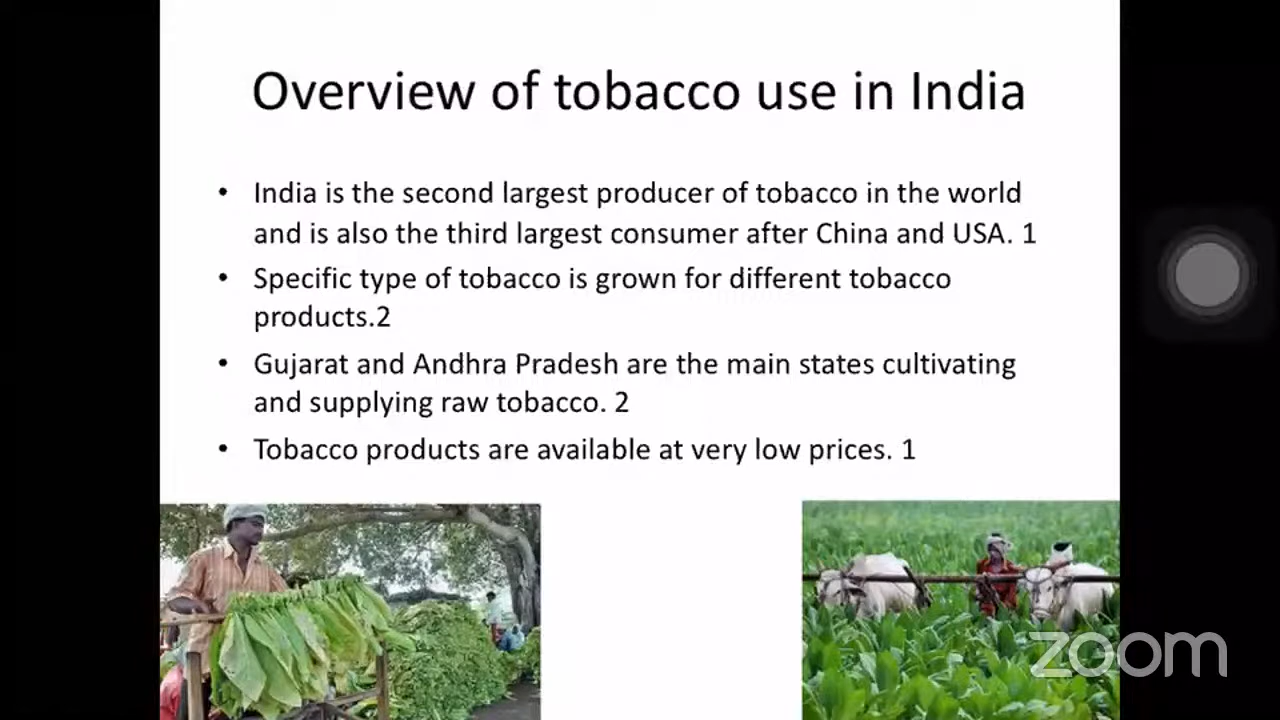 Overview of tobacco use in India
• India is the second largest producer of tobacco in the world
and is also the third largest consumer after China and USA. 1
• Specific type of tobacco is grown for different tobacco
products.2
• Gujarat and Andhra Pradesh are the main states cultivating
and supplying raw tobacco. 2
• Tobacco products are available at very low prices. 1
zoom